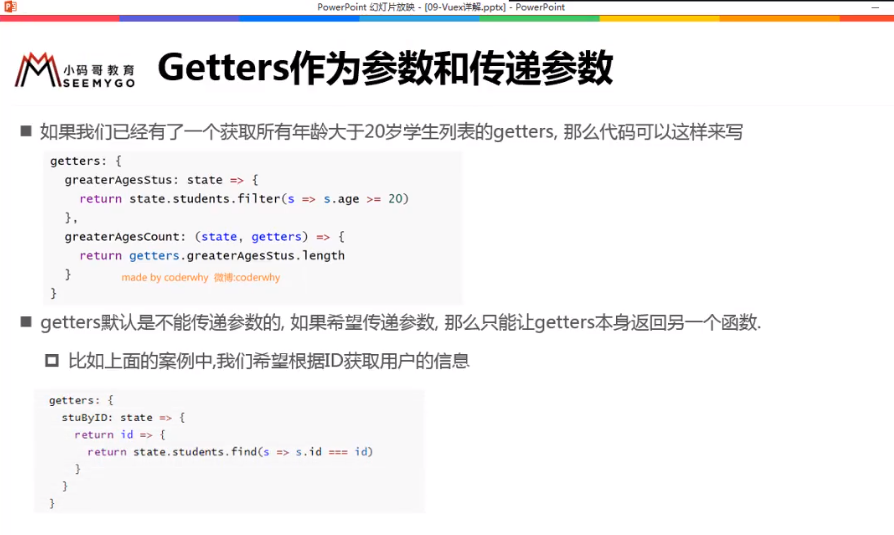 PowerPoint 幻灯片放映 - [09-Vuex详解.pptx] - PowerPoint
小码哥教育
SEEMYGO
Getters作为参数和传递参数
如果我们已经有了一个获取所有年龄大于20岁学生列表的getters, 那么代码可以这样来写
getters: {
greaterAgesStus: state => {
return state.students.filter(s => s.age >= 20)
},
greaterAgesCount: (state, getters) => {
return getters.greaterAgesStus.length
}
made by coderwhy 微博:coderwhy
}
getters默认是不能传递参数的, 如果希望传递参数, 那么只能让getters本身返回另一个函数.
比如上面的案例中,我们希望根据ID获取用户的信息
getters: {
stuByID: state => {
return id => {
return state.students.find(s => s.id === id)
}
}
}